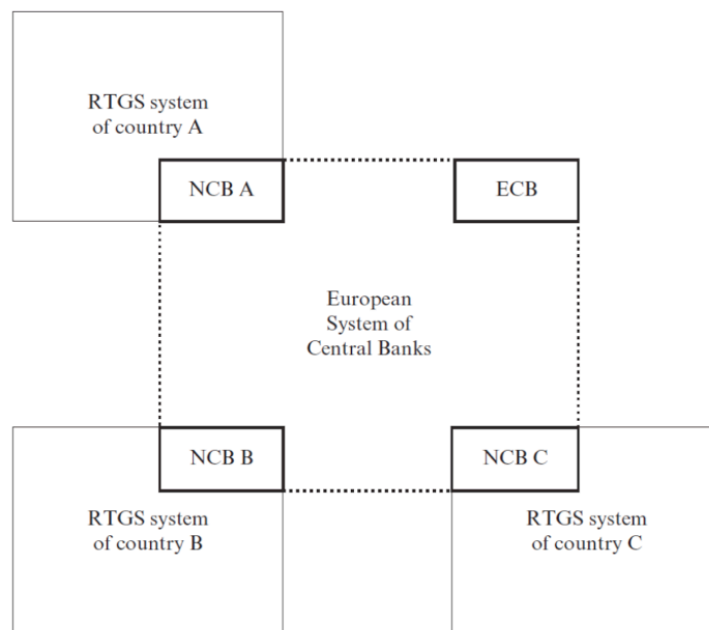 RTGS system
of country A
NCB A
ECB
European
System of
Central Banks
NCB B
NCB C
RTGS system
of country B
RTGS system
of country C